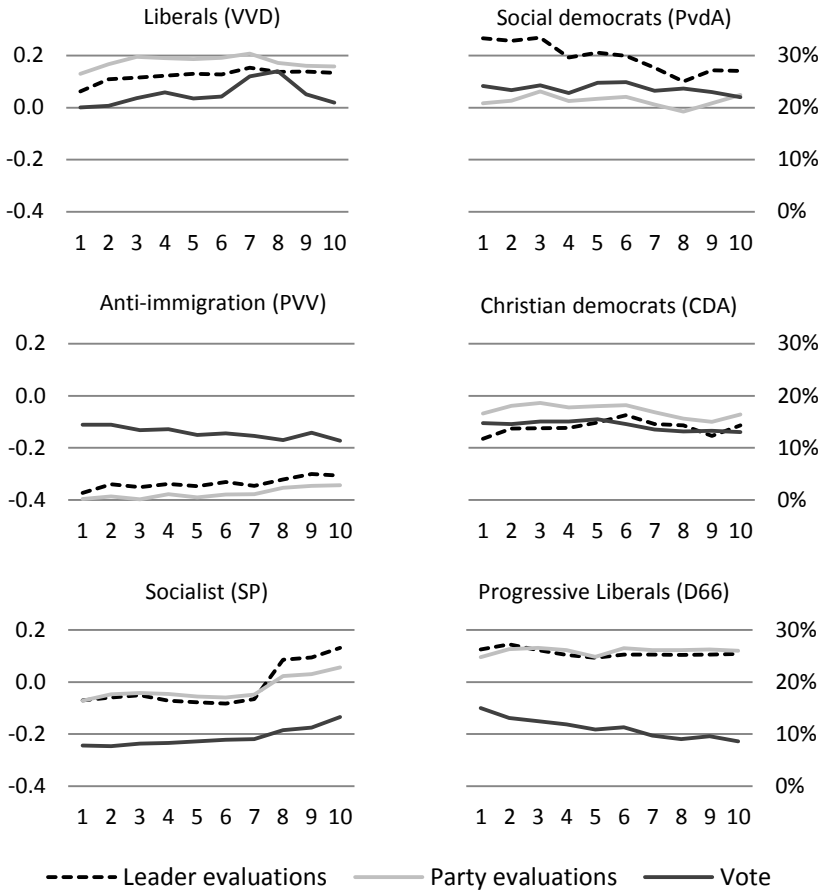 Liberals (VVD)
Social democrats (PvdA)
0.2
0.0
-0.2
-0.4
30%
20%
10%
0%
1 2 3 4 5 6 7 8 9 10
1 2 3 4 5 6 7 8 9 10
Anti-immigration (PVV)
Christian democrats (CDA)
0.2
0.0
-0.2
-0.4
30%
20%
10%
0%
1 2 3 4 5 6 7 8 9 10
1 2 3 4 5 6 7 8 9 10
Socialist (SP)
Progressive Liberals (D66)
0.2
0.0
-0.2
-0.4
30%
20%
10%
0%
1 2 3 4 5 6 7 8 9 10
1 2 3 4 5 6 7 8 9 10
Leader evaluations Party evaluations Vote